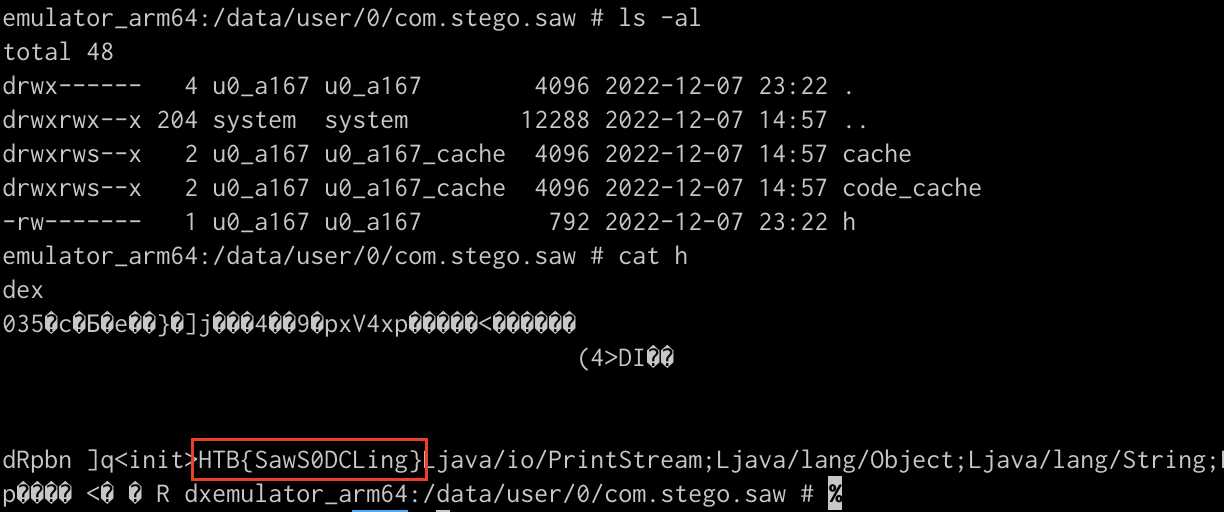 emulator_arm64:/data/user/0/com.stego.saw # ls -al
total 48
drwx------   4 u0_a167 u0_a167        4096 2022-12-07 23:22 .
drwxrwx--x 204 system  system        12288 2022-12-07 14:57 ..
drwxrws--x   2 u0_a167 u0_a167_cache  4096 2022-12-07 14:57 cache
drwxrws--x   2 u0_a167 u0_a167_cache  4096 2022-12-07 14:57 code_cache
-rw-------   1 u0_a167 u0_a167         792 2022-12-07 23:22 h
emulator_arm64:/data/user/0/com.stego.saw # cat h
dex
035�c�Б�e��}�]j���4��9�pxV4xp�����<������
(4>DI��
dRpbn ]q<init>HTB{SawS0DCLing}Ljava/io/PrintStream;Ljava/lang/Object;Ljava/lang/String;
p���� <� � R dxemulator_arm64:/data/user/0/com.stego.saw # %